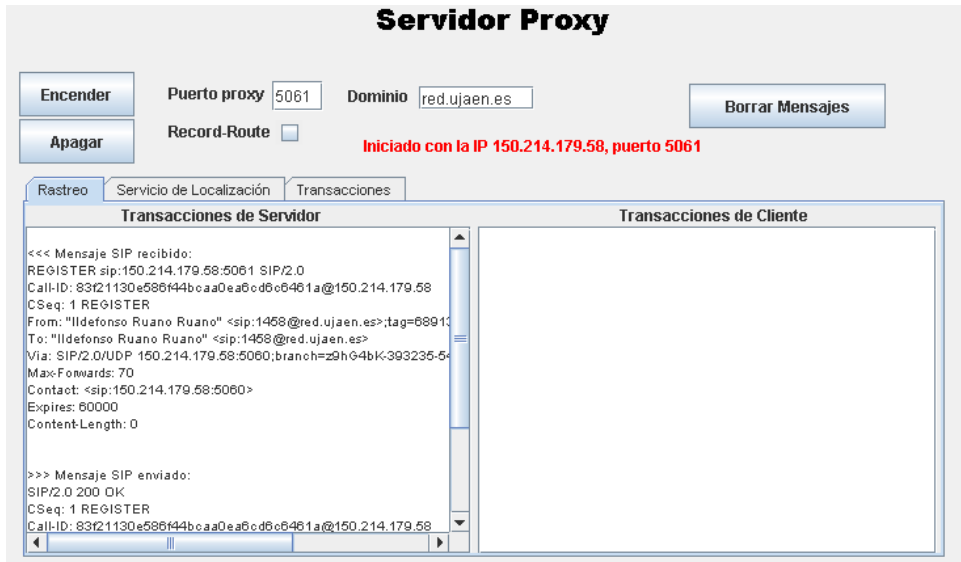 Servidor Proxy
Encender
Puerto proxy 5061
Dominio red.ujaen.es
Borrar Mensajes
Apagar
Record-Route
Iniciado con la IP 150.214.179.58, puerto 5061
Rastreo
Servicio de Localización
Transacciones
Transacciones de Servidor
<<< Mensaje SIP recibido:
REGISTER sip:150.214.179.58:5061 SIP/2.0
Call-ID: 83f21130e586f44bcaa0ea6cd6c6461a@150.214.179.58
CSeq: 1 REGISTER
From: "Ildefonso Ruano Ruano" <sip:1458@red.ujaen.es>;tag=68913
To: "Ildefonso Ruano Ruano" <sip:1458@red.ujaen.es>
Via: SIP/2.0/UDP 150.214.179.58:5060;branch=z9hG4bK-393235-54
Max-Forwards: 70
Contact: <sip:150.214.179.58:5060>
Expires: 60000
Content-Length: 0
>>> Mensaje SIP enviado:
SIP/2.0 200 OK
CSeq: 1 REGISTER
Call-ID: 83f21130e586f44bcaa0ea6cd6c6461a@150.214.179.58
Transacciones de Cliente